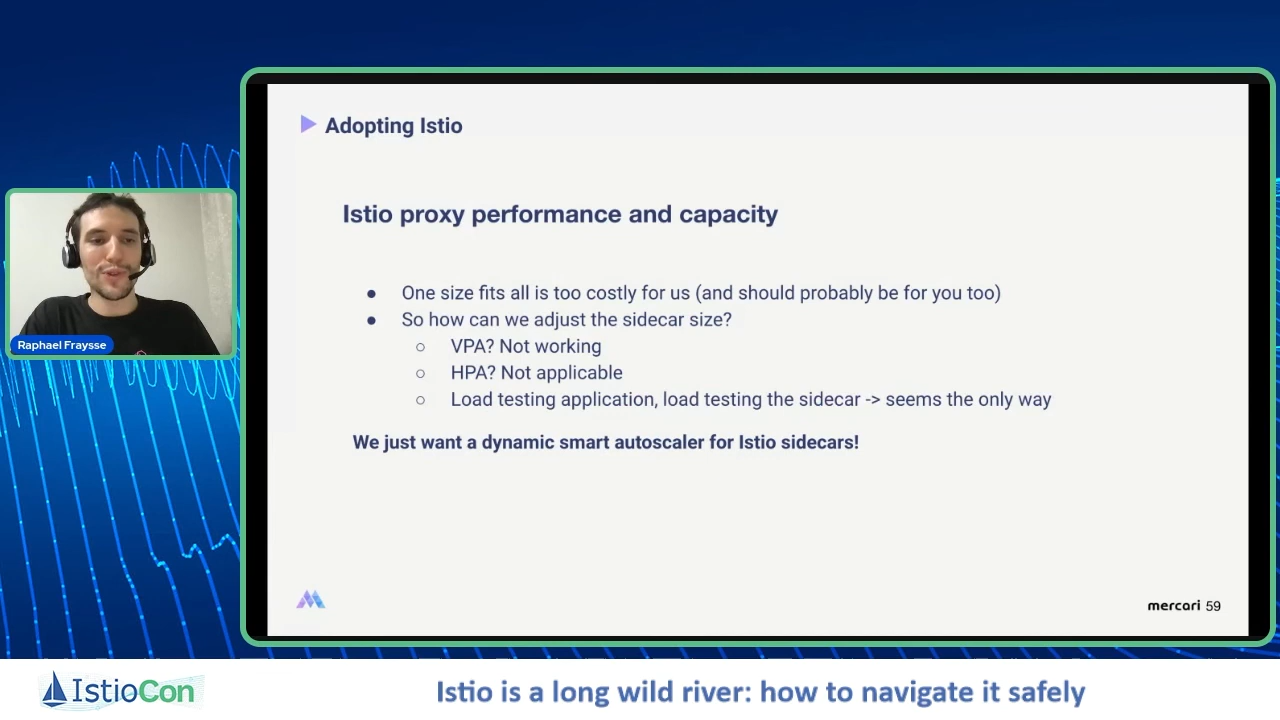 Adopting Istio
Istio proxy performance and capacity
● One size fits all is too costly for us (and should probably be for you too)
● So how can we adjust the sidecar size?
○ VPA? Not working
○ HPA? Not applicable
○ Load testing application, load testing the sidecar -> seems the only way
We just want a dynamic smart autoscaler for Istio sidecars!
mercari 59
Raphael Fraysse
IstioCon
Istio is a long wild river: how to navigate it safely